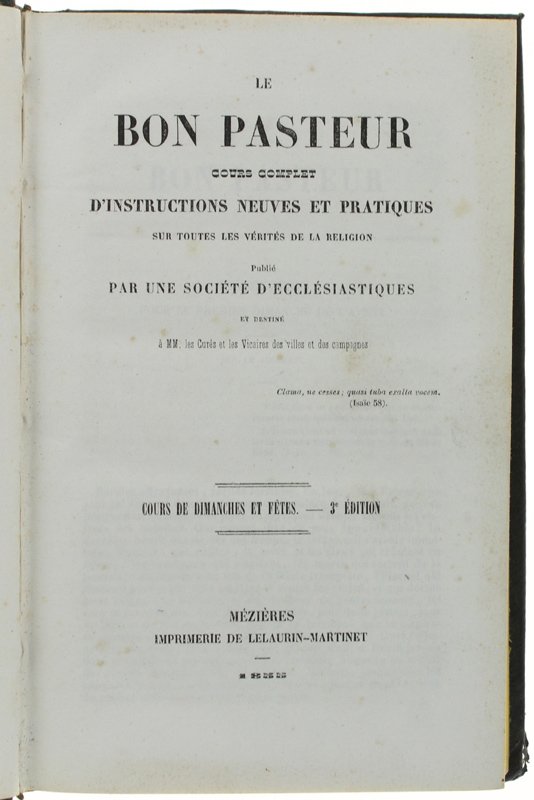 LE
BON PASTEUR
COURS COMPLET
D'INSTRUCTIONS NEUVES ET PRATIQUES
SUR TOUTES LES VÉRITÉS DE LA RELIGION
Publié
PAR UNE SOCIÉTÉ D'ECCLÉSIASTIQUES
ET DESTINÉ
à MM. les Curés et les Vicaires des villes et des campagnes
Clama, ne cesses; quasi tuba exalta vocem.
(Isaïe 58).
COURS DE DIMANCHES ET FÊTES. — 3e ÉDITION
MÉZIÈRES
IMPRIMERIE DE LELAURIN-MARTINET